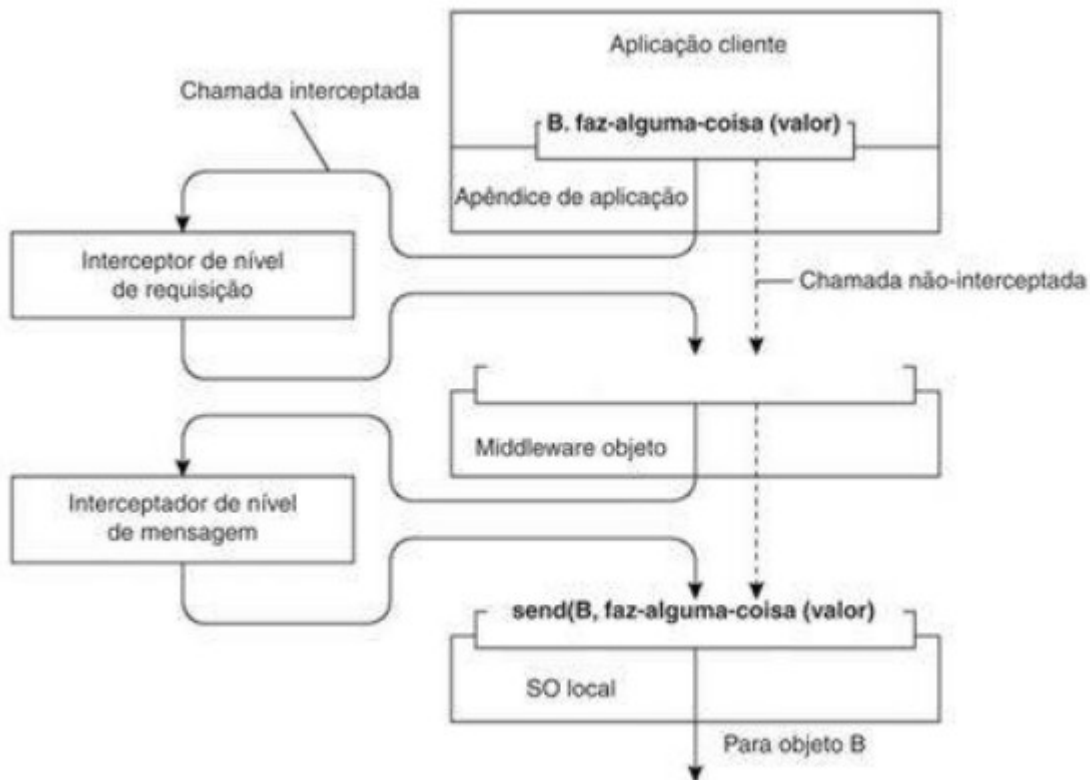 Aplicação cliente
Chamada interceptada
B. faz-alguma-coisa (valor)
Apêndice de aplicação
Interceptor de nível
de requisição
Chamada não-interceptada
Middleware objeto
Interceptador de nível
de mensagem
send(B, faz-alguma-coisa (valor)
SO local
Para objeto B